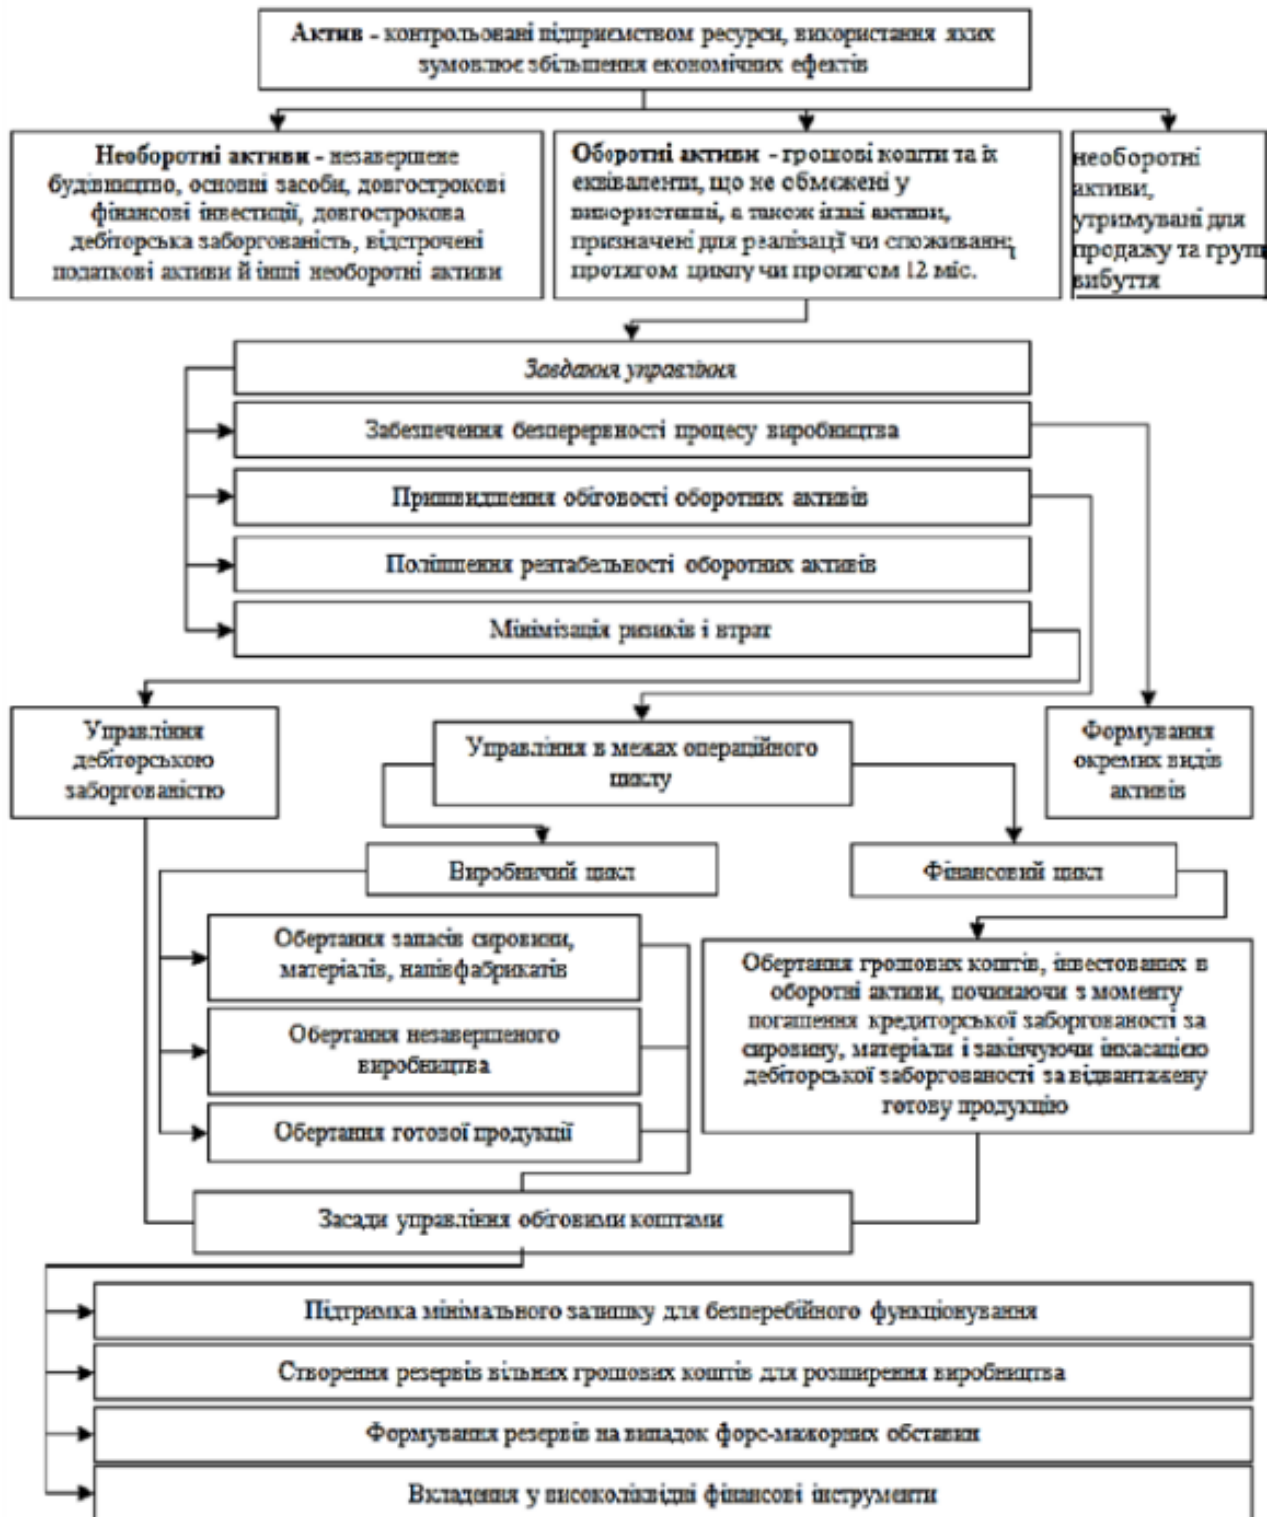 Актив - контрольовані підприємством ресурси, використання яких
зумовлює збільшення економічних ефектів
Необоротні активи - незавершене
будівництво, основні засоби, довгострокові
фінансові інвестиції, довгострокова
дебіторська заборгованість, відстрочені
податкові активи й інші необоротні активи
Оборотні активи - грошові кошти та їх
еквіваленти, що не обмежені у
використанні, а також інші активи,
призначені для реалізації чи споживання
протягом циклу чи протягом 12 міс.
необоротні
активи,
утримувані для
продажу та групи
вибуття
Завдання управління
Забезпечення безперервності процесу виробництва
Пришвидшення обіговості оборотних активів
Поліпшення рентабельності оборотних активів
Мінімізація ризиків і втрат
Управління
дебіторською
заборгованістю
Управління в межах операційного
циклу
Формування
окремих видів
активів
Виробничий цикл
Фінансовий цикл
Обертання запасів сировини,
матеріалів, напівфабрикатів
Обертання незавершеного
виробництва
Обертання готової продукції
Обертання грошових коштів, інвестованих в
оборотні активи, починаючи з моменту
погашення кредиторської заборгованості за
сировину, матеріали і закінчуючи інкасацією
дебіторської заборгованості за відвантажену
готову продукцію
Засади управління обіговими коштами
Підтримка мінімального залишку для безперебійного функціонування
Створення резервів вільних грошових коштів для розширення виробництва
Формування резервів на випадок форс-мажорних обставин
Вкладення у високоліквідні фінансові інструменти